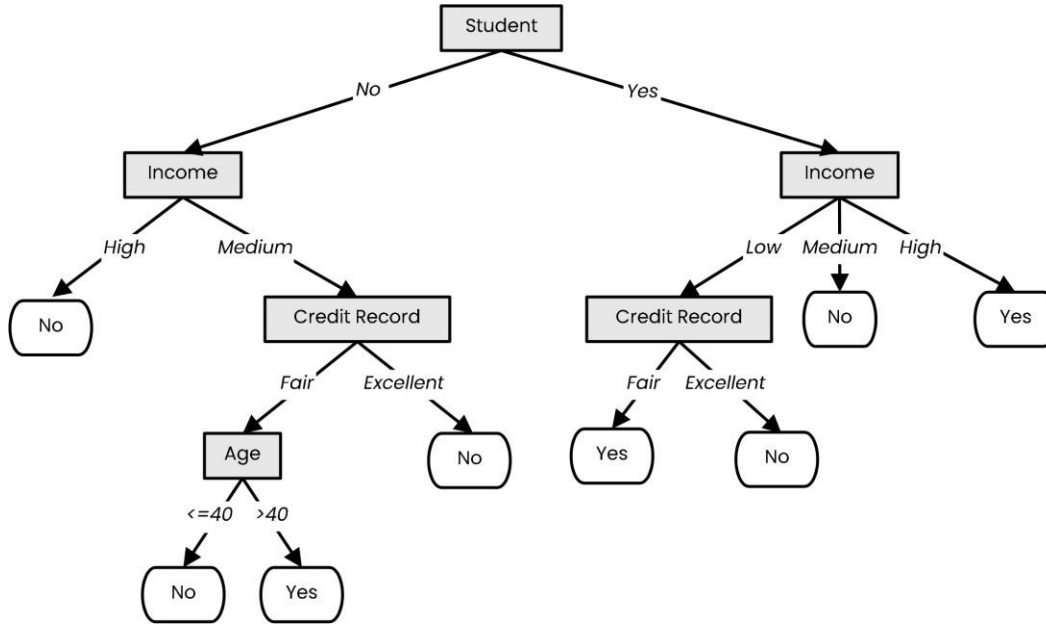 Student
No
Yes
Income
Income
High
Medium
Low
Medium
High
No
Credit Record
Credit Record
No
Yes
Fair
Excellent
Fair
Excellent
Age
No
Yes
No
<=40
>40
No
Yes